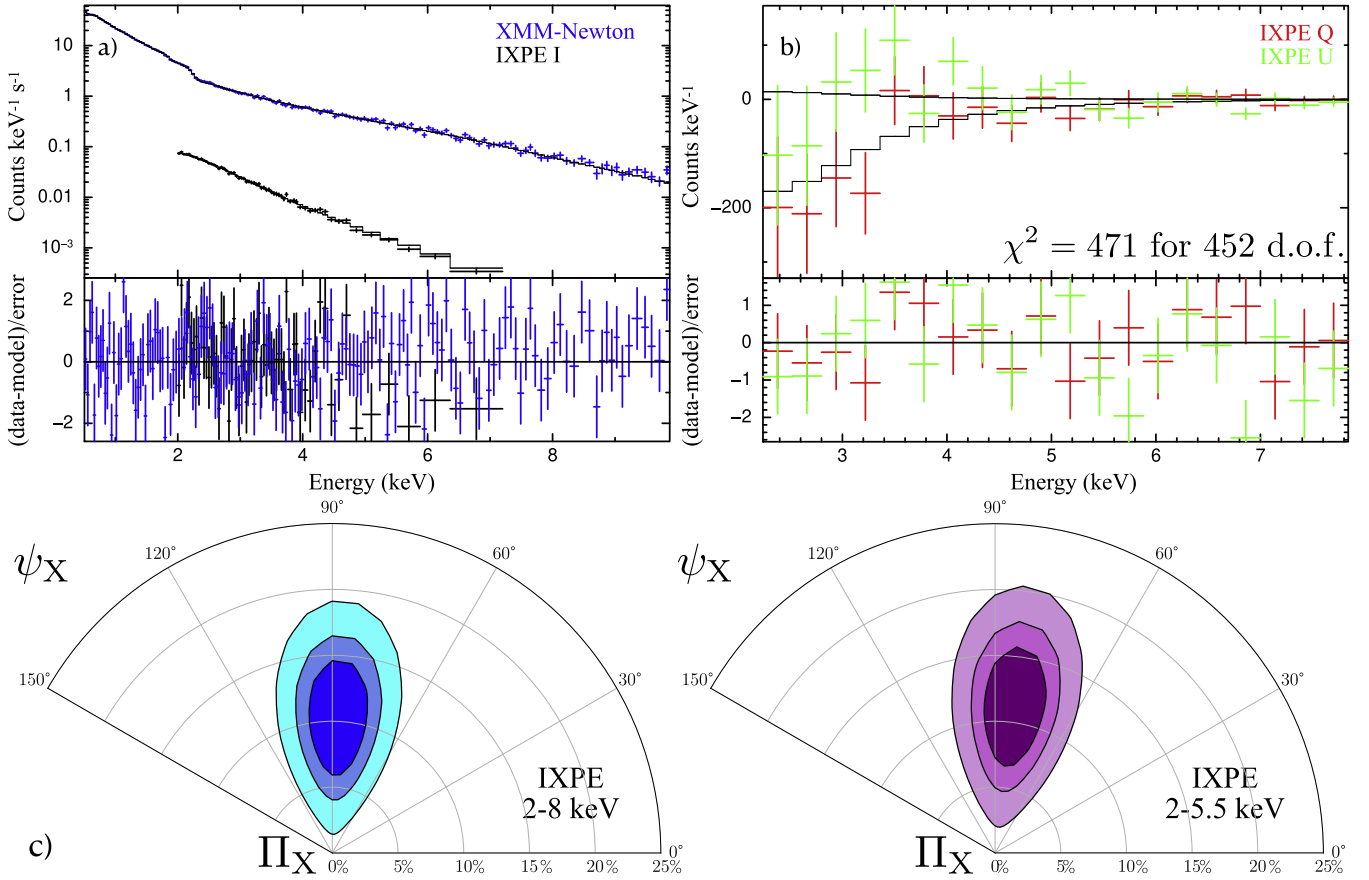 a)
XMM-Newton
IXPE I
10
1
0.1
0.01
10⁻³
Counts keV⁻¹ s⁻¹
2
0
−2
(data-model)/error
2 4 6 8
Energy (keV)
b)
IXPE Q
IXPE U
0
−200
Counts keV⁻¹
χ² = 471 for 452 d.o.f.
1
0
−1
−2
(data-model)/error
3 4 5 6 7
Energy (keV)
c)
ψX
90°
120°
60°
150°
30°
0°
IXPE
2-8 keV
ΠX
0% 5% 10% 15% 20% 25%
ψX
90°
120°
60°
150°
30°
0°
IXPE
2-5.5 keV
ΠX
0% 5% 10% 15% 20% 25%